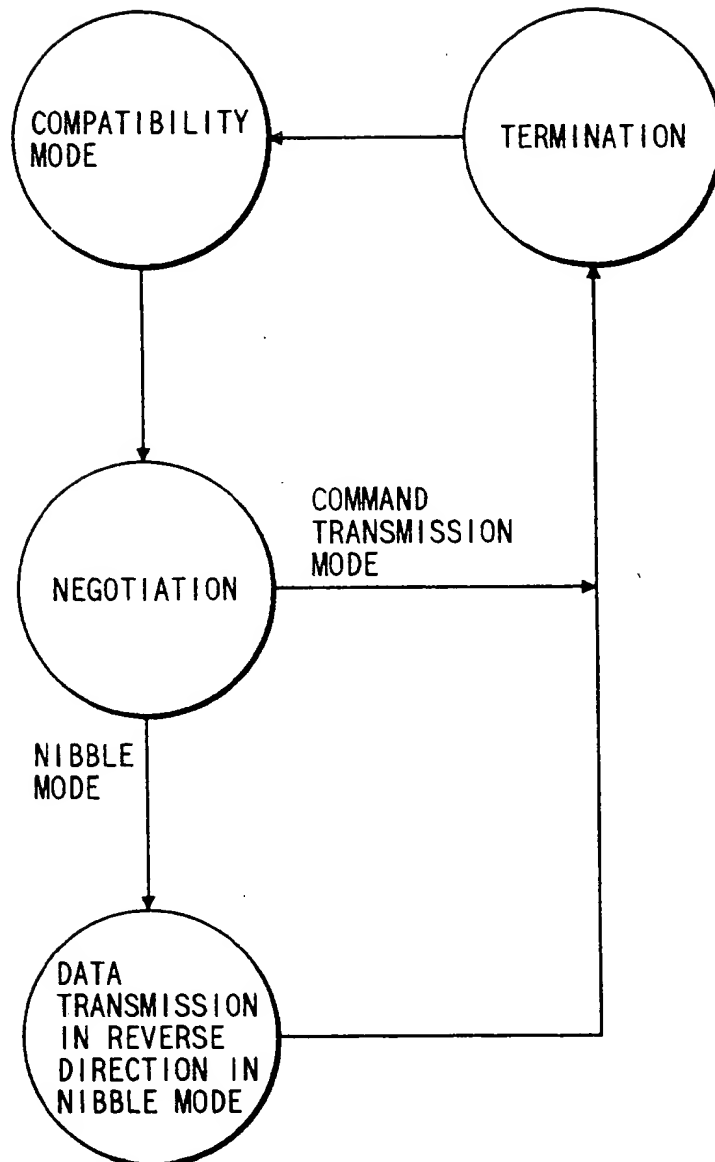 COMPATIBILITY
MODE
TERMINATION
COMMAND
TRANSMISSION
MODE
NEGOTIATION
NIBBLE
MODE
DATA
TRANSMISSION
IN REVERSE
DIRECTION IN
NIBBLE MODE